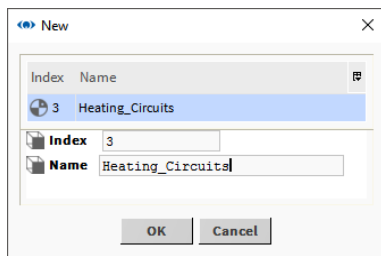 New
Index Name
3 Heating_Circuits
Index 3
Name Heating_Circuits
OK Cancel